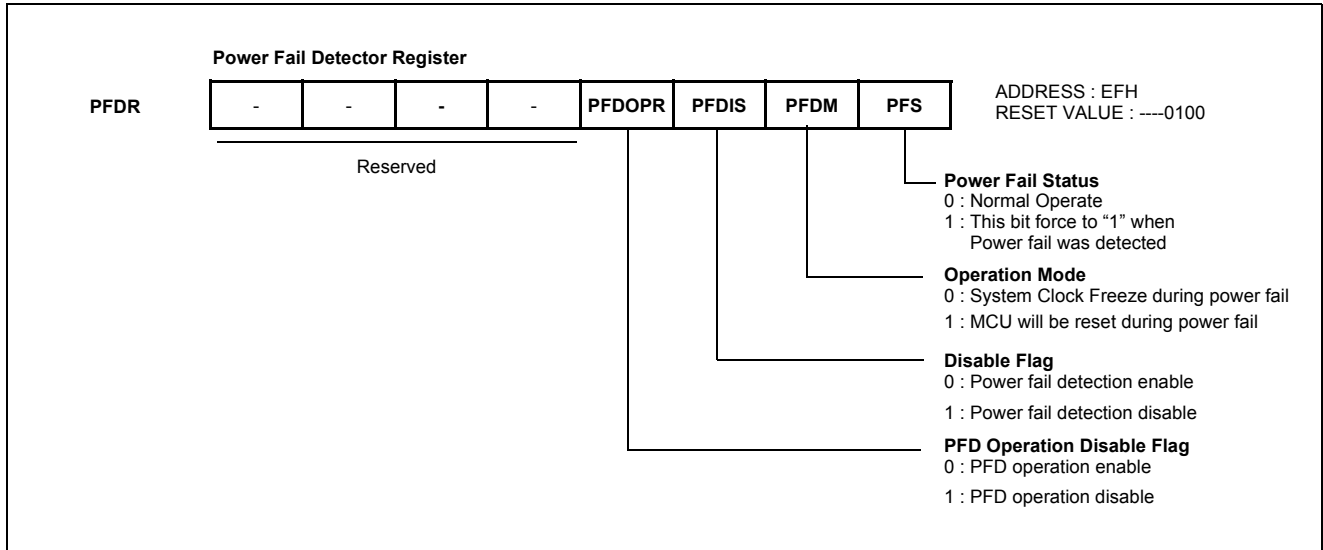 Power Fail Detector Register
PFDR - - - - PFDOPR PFDIS PFDM PFS
ADDRESS : EFH
RESET VALUE : ----0100
Reserved
Power Fail Status
0 : Normal Operate
1 : This bit force to “1” when
Power fail was detected
Operation Mode
0 : System Clock Freeze during power fail
1 : MCU will be reset during power fail
Disable Flag
0 : Power fail detection enable
1 : Power fail detection disable
PFD Operation Disable Flag
0 : PFD operation enable
1 : PFD operation disable